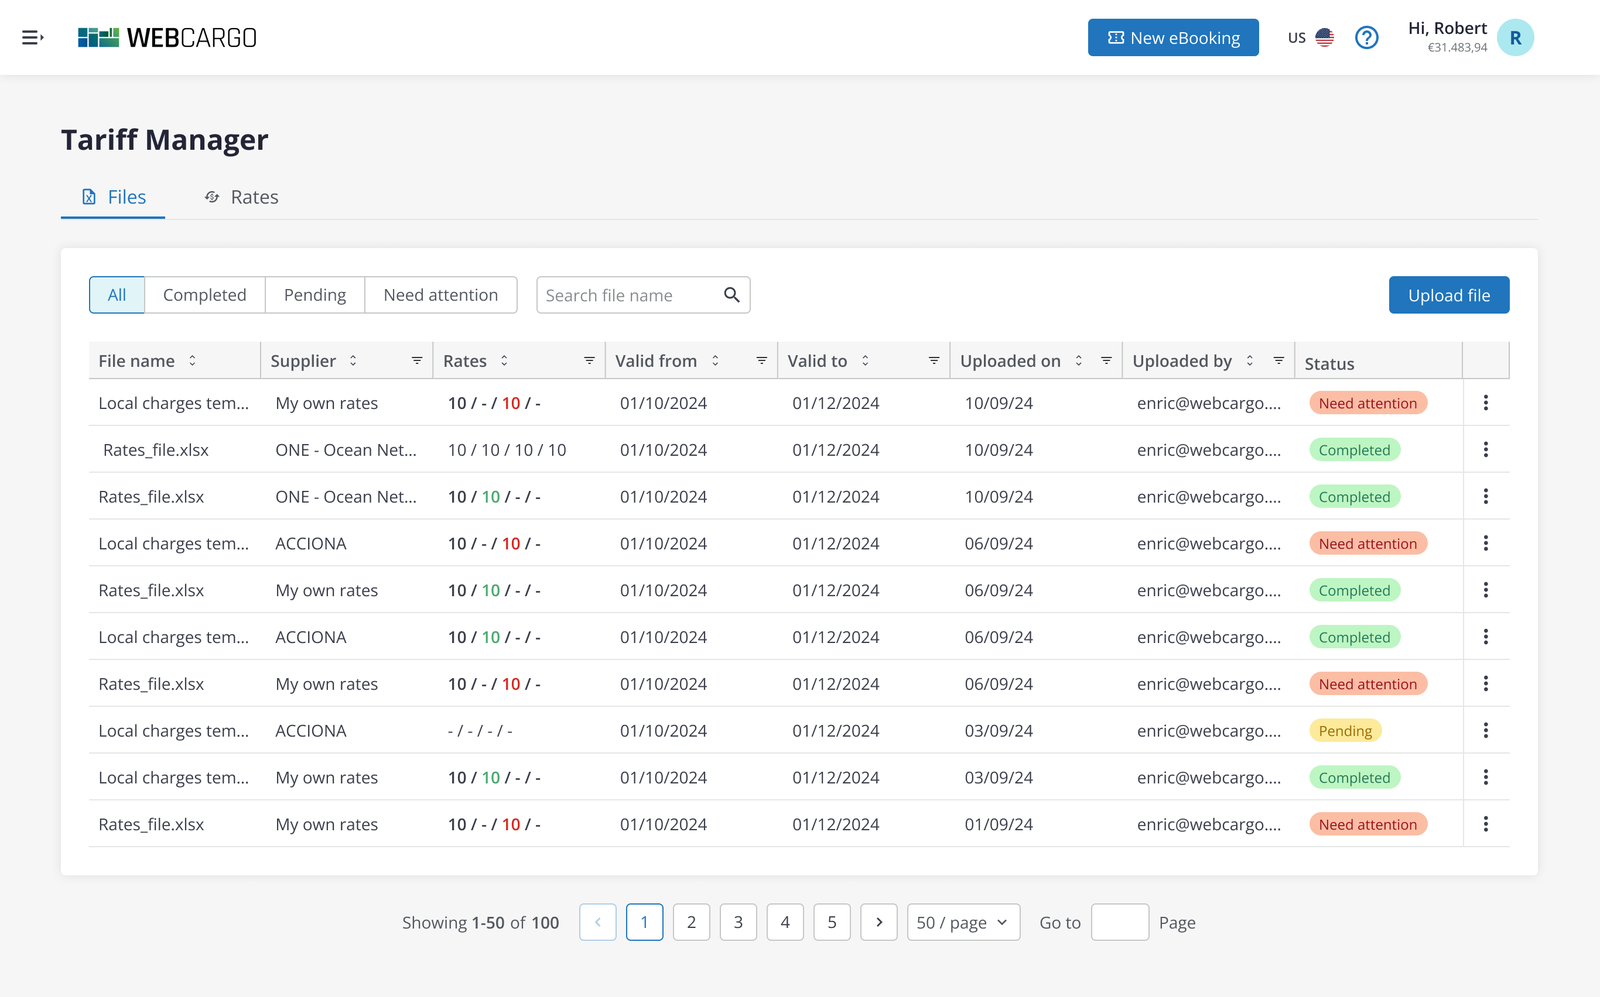 WEBCARGO
New eBooking
US
Hi, Robert
€31.483,94
R
Tariff Manager
Files
Rates
All Completed Pending Need attention
Search file name
Upload file
File name Supplier Rates Valid from Valid to Uploaded on Uploaded by Status
Local charges tem... My own rates 10 / - / 10 / - 01/10/2024 01/12/2024 10/09/24 enric@webcargo.... Need attention
Rates_file.xlsx ONE - Ocean Net... 10 / 10 / 10 / 10 01/10/2024 01/12/2024 10/09/24 enric@webcargo.... Completed
Rates_file.xlsx ONE - Ocean Net... 10 / 10 / - / - 01/10/2024 01/12/2024 10/09/24 enric@webcargo.... Completed
Local charges tem... ACCIONA 10 / - / 10 / - 01/10/2024 01/12/2024 06/09/24 enric@webcargo.... Need attention
Rates_file.xlsx My own rates 10 / 10 / - / - 01/10/2024 01/12/2024 06/09/24 enric@webcargo.... Completed
Local charges tem... ACCIONA 10 / 10 / - / - 01/10/2024 01/12/2024 06/09/24 enric@webcargo.... Completed
Rates_file.xlsx My own rates 10 / - / 10 / - 01/10/2024 01/12/2024 06/09/24 enric@webcargo.... Need attention
Local charges tem... ACCIONA - / - / - / - 01/10/2024 01/12/2024 03/09/24 enric@webcargo.... Pending
Local charges tem... My own rates 10 / 10 / - / - 01/10/2024 01/12/2024 03/09/24 enric@webcargo.... Completed
Rates_file.xlsx My own rates 10 / - / 10 / - 01/10/2024 01/12/2024 01/09/24 enric@webcargo.... Need attention
Showing 1-50 of 100 1 2 3 4 5 50 / page Go to Page